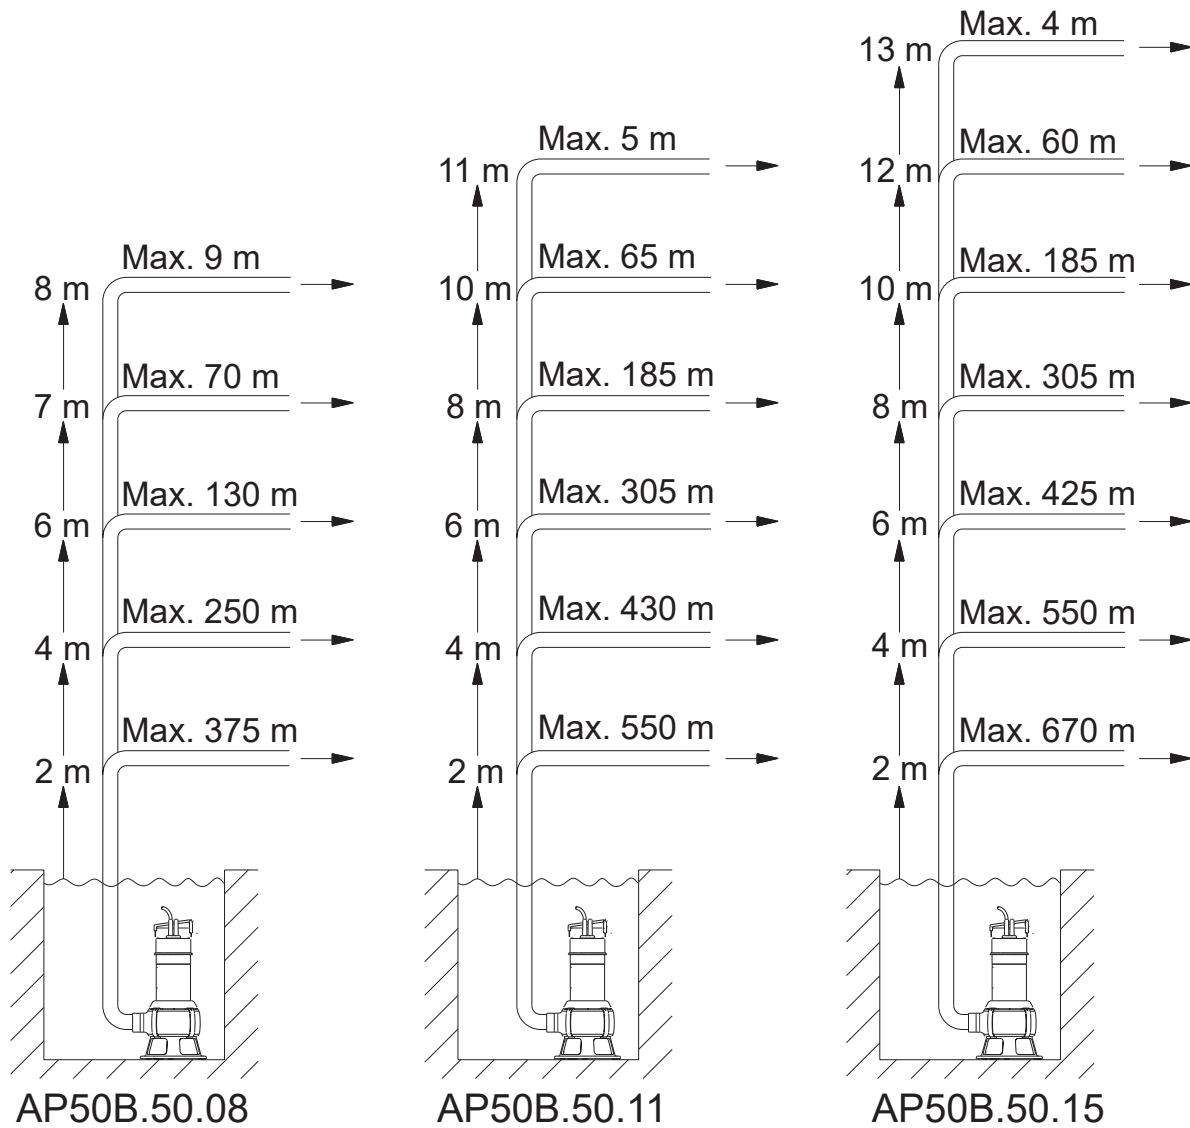 Max. 9 m
8 m
Max. 70 m
7 m
Max. 130 m
6 m
Max. 250 m
4 m
Max. 375 m
2 m
AP50B.50.08
Max. 5 m
11 m
Max. 65 m
10 m
Max. 185 m
8 m
Max. 305 m
6 m
Max. 430 m
4 m
Max. 550 m
2 m
AP50B.50.11
Max. 4 m
13 m
Max. 60 m
12 m
Max. 185 m
10 m
Max. 305 m
8 m
Max. 425 m
6 m
Max. 550 m
4 m
Max. 670 m
2 m
AP50B.50.15